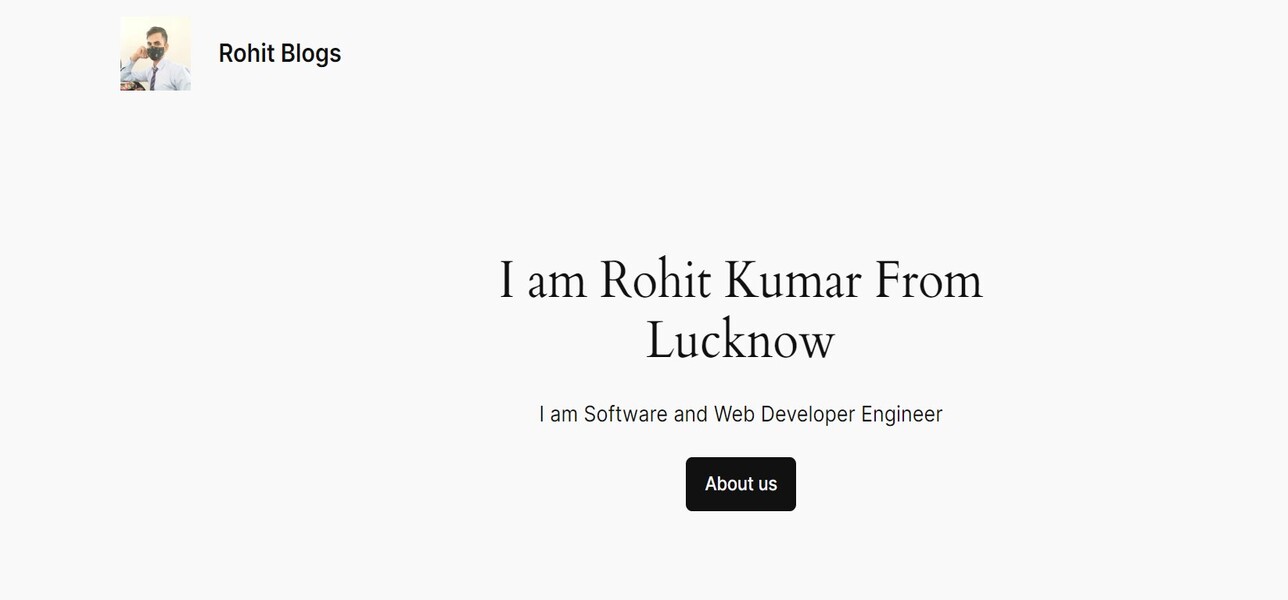 Rohit Blogs
I am Rohit Kumar From
Lucknow
I am Software and Web Developer Engineer
About us